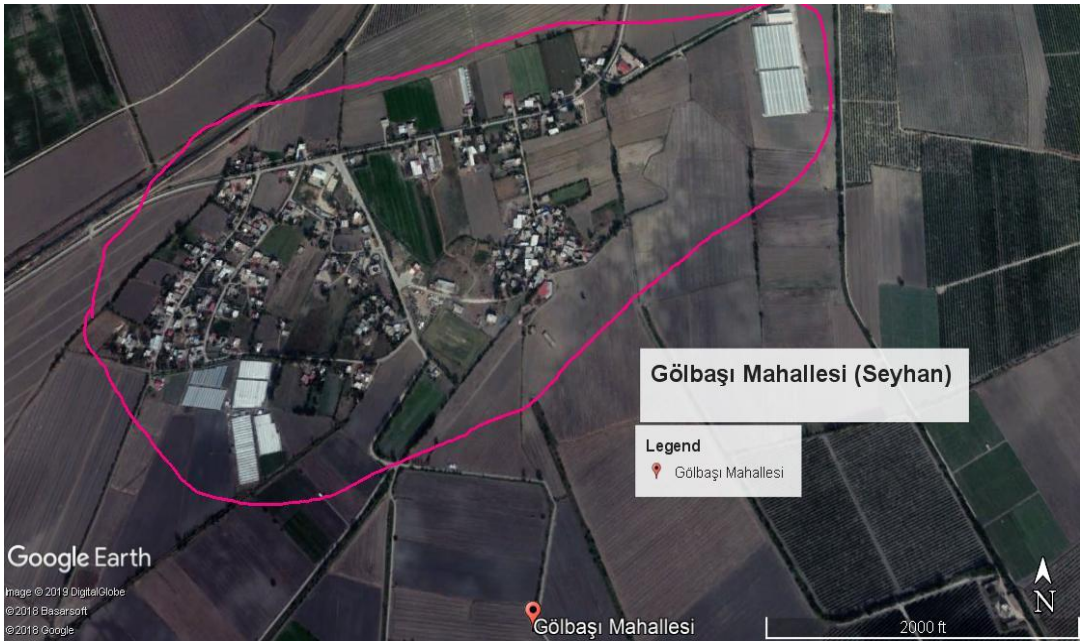 Gölbaşı Mahallesi (Seyhan)
Legend
Gölbaşı Mahallesi
Google Earth
Image © 2019 DigitalGlobe
© 2018 Basarsoft
© 2018 Google
Gölbaşı Mahallesi
2000 ft
N